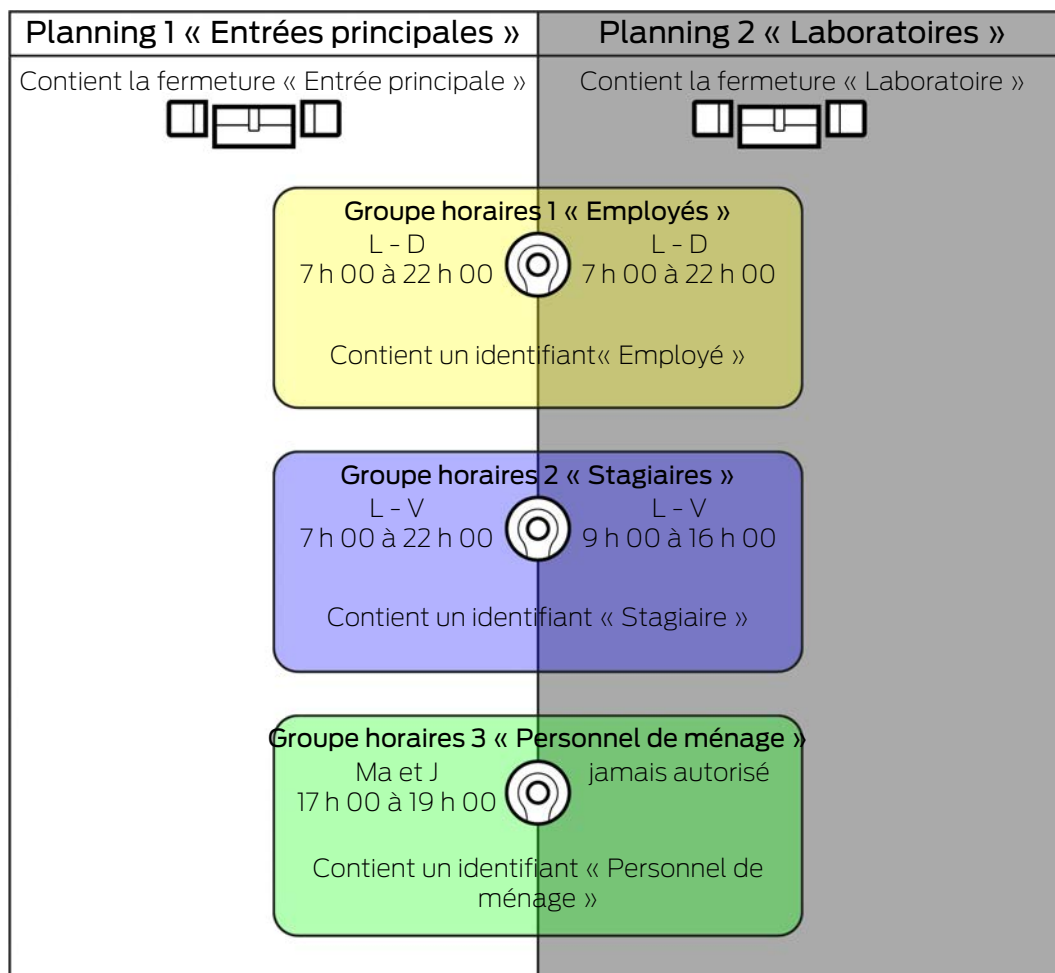 Planning 1 « Entrées principales »
Planning 2 « Laboratoires »
Contient la fermeture « Entrée principale »
Contient la fermeture « Laboratoire »
Groupe horaires 1 « Employés »
L - D
7 h 00 à 22 h 00
L - D
7 h 00 à 22 h 00
Contient un identifiant« Employé »
Groupe horaires 2 « Stagiaires »
L - V
7 h 00 à 22 h 00
L - V
9 h 00 à 16 h 00
Contient un identifiant « Stagiaire »
Groupe horaires 3 « Personnel de ménage »
Ma et J
17 h 00 à 19 h 00
jamais autorisé
Contient un identifiant « Personnel de
ménage »